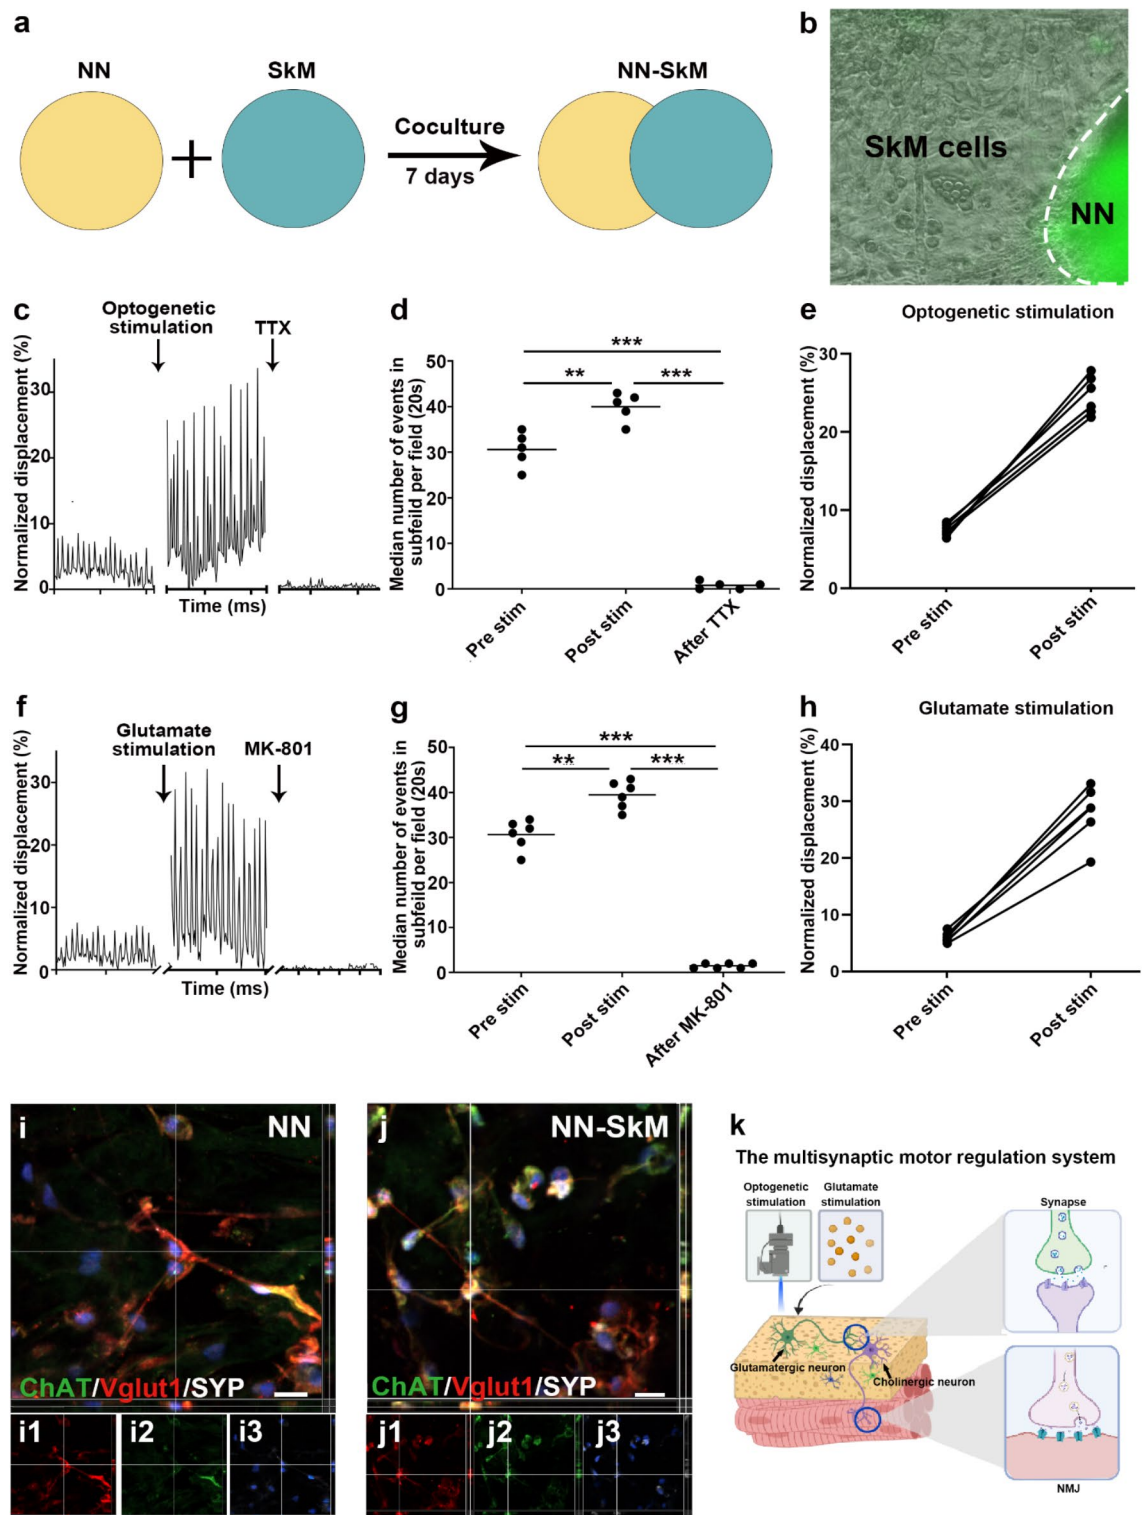 a
NN
SkM
NN-SkM
Coculture
7 days
b
SkM cells
NN
c
Optogenetic
stimulation
TTX
Normalized displacement (%)
30
20
10
0
Time (ms)
d
Median number of events in
subfeild per field (20s)
50
40
30
20
10
0
***
**
***
Pre stim
Post stim
After TTX
e
Optogenetic stimulation
Normalized displacement (%)
30
20
10
0
Pre stim
Post stim
f
Glutamate
stimulation
MK-801
Normalized displacement (%)
30
20
10
0
Time (ms)
g
Median number of events in
subfeild per field (20s)
50
40
30
20
10
0
***
**
***
Pre stim
Post stim
After MK-801
h
Glutamate stimulation
Normalized displacement (%)
40
30
20
10
0
Pre stim
Post stim
i
NN
ChAT/Vglut1/SYP
i1
i2
i3
j
NN-SkM
ChAT/Vglut1/SYP
j1
j2
j3
k
The multisynaptic motor regulation system
Optogenetic
stimulation
Glutamate
stimulation
Synapse
Glutamatergic neuron
Cholinergic neuron
NMJ